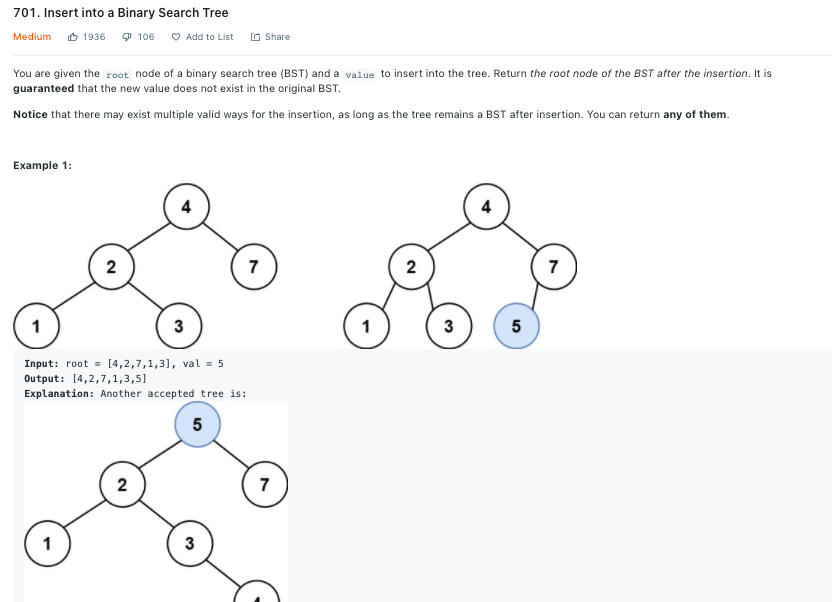 701. Insert into a Binary Search Tree
Medium 1936 106 Add to List Share
You are given the root node of a binary search tree (BST) and a value to insert into the tree. Return the root node of the BST after the insertion. It is
guaranteed that the new value does not exist in the original BST.
Notice that there may exist multiple valid ways for the insertion, as long as the tree remains a BST after insertion. You can return any of them.
Example 1:
4 4
2 7 2 7
1 3 1 3 5
Input: root = [4,2,7,1,3], val = 5
Output: [4,2,7,1,3,5]
Explanation: Another accepted tree is:
5
2 7
1 3
4